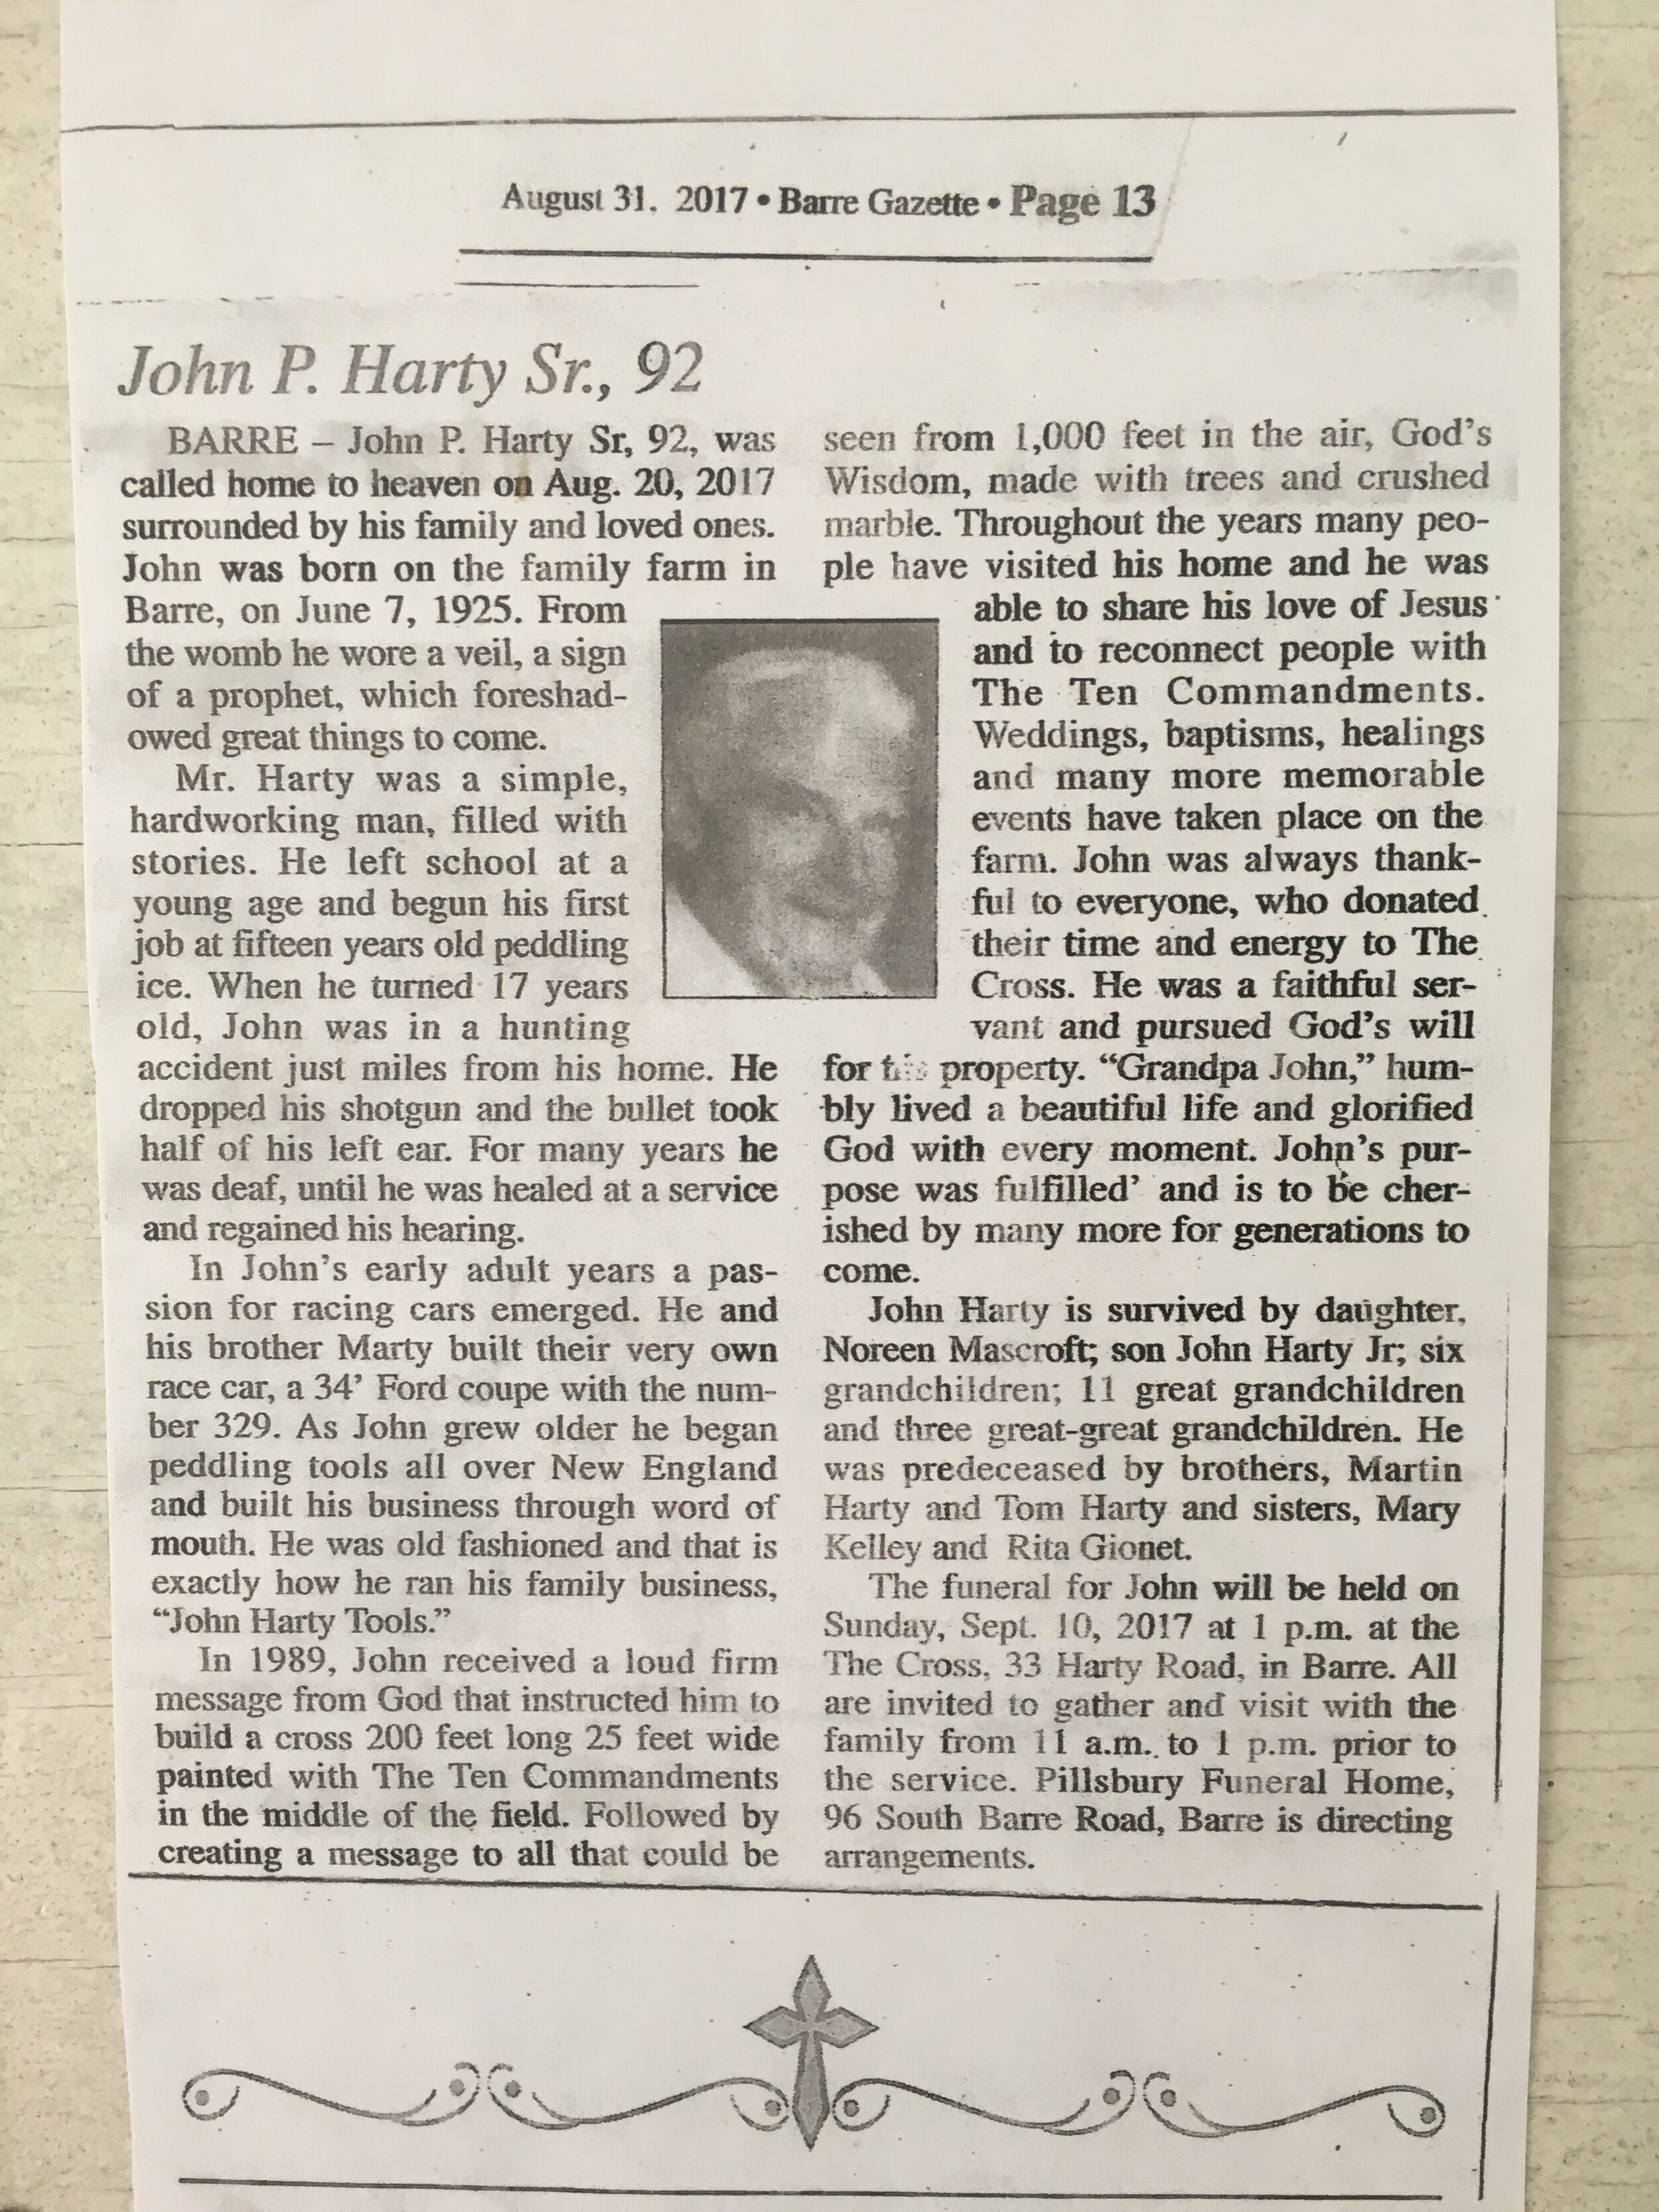 August 31, 2017 • Barre Gazette • Page 13
John P. Harty Sr., 92
BARRE – John P. Harty Sr, 92, was
called home to heaven on Aug. 20, 2017
surrounded by his family and loved ones.
John was born on the family farm in
Barre, on June 7, 1925. From
the womb he wore a veil, a sign
of a prophet, which foreshad-
owed great things to come.
Mr. Harty was a simple,
hardworking man, filled with
stories. He left school at a
young age and begun his first
job at fifteen years old peddling
ice. When he turned 17 years
old, John was in a hunting
accident just miles from his home. He
dropped his shotgun and the bullet took
half of his left ear. For many years he
was deaf, until he was healed at a service
and regained his hearing.
In John's early adult years a pas-
sion for racing cars emerged. He and
his brother Marty built their very own
race car, a 34' Ford coupe with the num-
ber 329. As John grew older he began
peddling tools all over New England
and built his business through word of
mouth. He was old fashioned and that is
exactly how he ran his family business,
“John Harty Tools.”
In 1989, John received a loud firm
message from God that instructed him to
build a cross 200 feet long 25 feet wide
painted with The Ten Commandments
in the middle of the field. Followed by
creating a message to all that could be
seen from 1,000 feet in the air, God's
Wisdom, made with trees and crushed
marble. Throughout the years many peo-
ple have visited his home and he was
able to share his love of Jesus
and to reconnect people with
The Ten Commandments.
Weddings, baptisms, healings
and many more memorable
events have taken place on the
farm. John was always thank-
ful to everyone, who donated
their time and energy to The
Cross. He was a faithful ser-
vant and pursued God's will
for property. “Grandpa John,” hum-
bly lived a beautiful life and glorified
God with every moment. John's pur-
pose was fulfilled' and is to be cher-
ished by many more for generations to
come.
John Harty is survived by daughter,
Noreen Mascroft; son John Harty Jr; six
grandchildren; 11 great grandchildren
and three great-great grandchildren. He
was predeceased by brothers, Martin
Harty and Tom Harty and sisters, Mary
Kelley and Rita Gionet.
The funeral for John will be held on
Sunday, Sept. 10, 2017 at 1 p.m. at the
The Cross, 33 Harty Road, in Barre. All
are invited to gather and visit with the
family from 11 a.m. to 1 p.m. prior to
the service. Pillsbury Funeral Home,
96 South Barre Road, Barre is directing
arrangements.